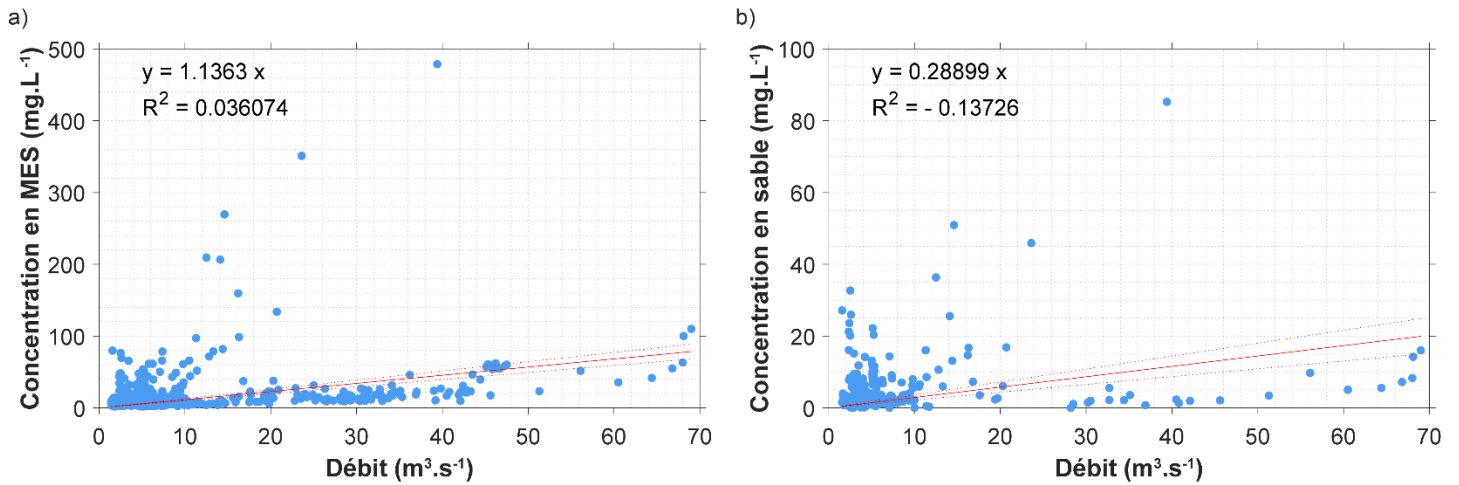 a)
y = 1.1363 x
R² = 0.036074
Concentration en MES (mg.L⁻¹)
500
400
300
200
100
0
0 10 20 30 40 50 60 70
Débit (m³.s⁻¹)
b)
y = 0.28899 x
R² = - 0.13726
Concentration en sable (mg.L⁻¹)
100
80
60
40
20
0
0 10 20 30 40 50 60 70
Débit (m³.s⁻¹)